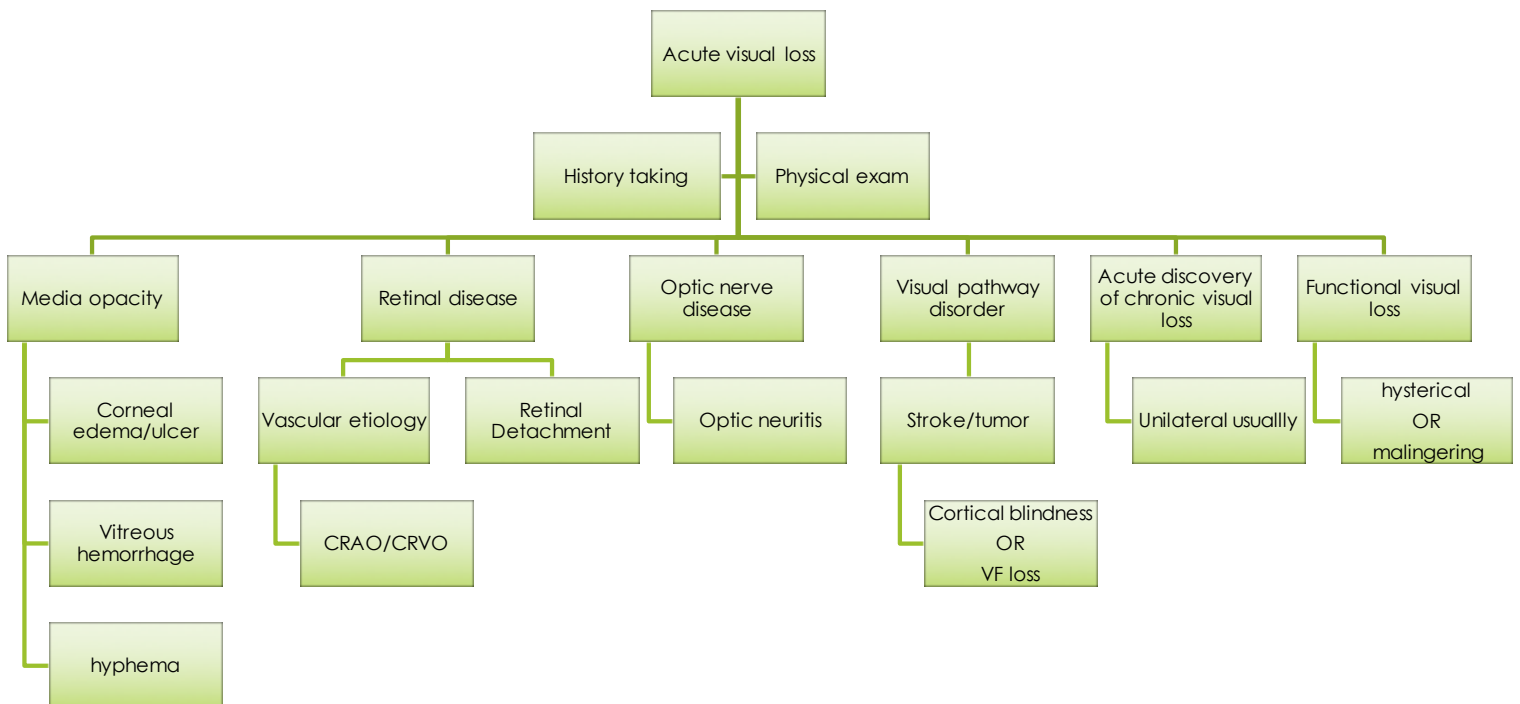 Acute visual loss
History taking
Physical exam
Media opacity
Retinal disease
Optic nerve
disease
Visual pathway
disorder
Acute discovery
of chronic visual
loss
Functional visual
loss
Corneal
edema/ulcer
Vitreous
hemorrhage
hyphema
Vascular etiology
Retinal
Detachment
CRAO/CRVO
Optic neuritis
Stroke/tumor
Cortical blindness
OR
VF loss
Unilateral usuallly
hysterical
OR
malingering